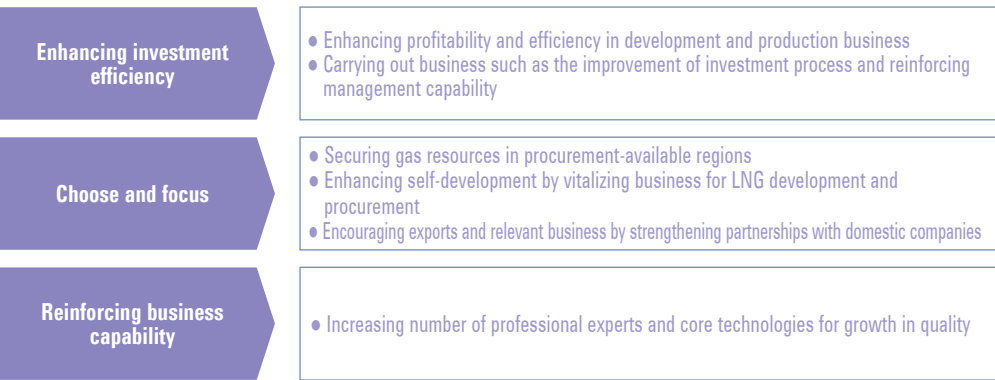 Enhancing investment
efficiency
● Enhancing profitability and efficiency in development and production business
● Carrying out business such as the improvement of investment process and reinforcing
management capability
Choose and focus
● Securing gas resources in procurement-available regions
● Enhancing self-development by vitalizing business for LNG development and
procurement
● Encouraging exports and relevant business by strengthening partnerships with domestic companies
Reinforcing business
capability
● Increasing number of professional experts and core technologies for growth in quality